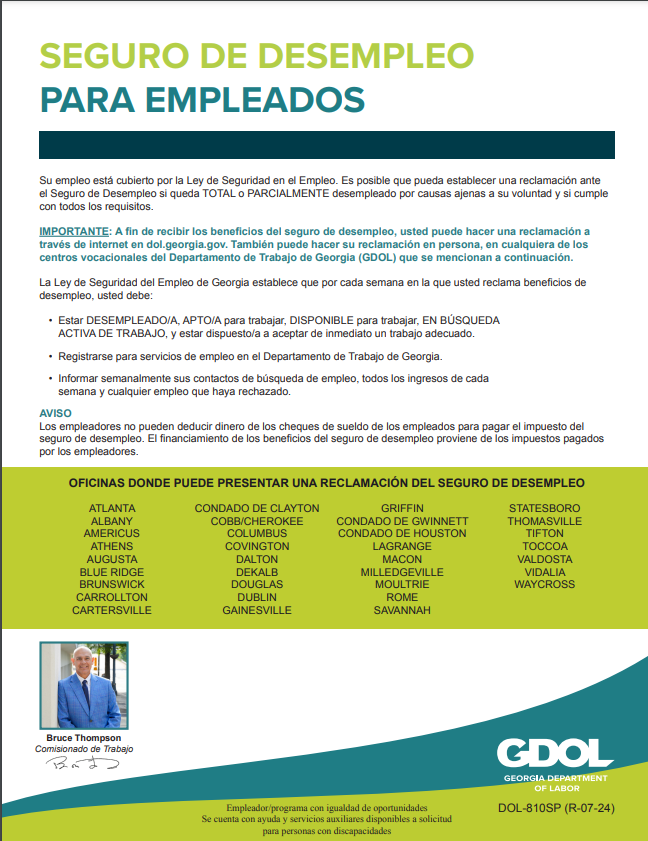 SEGURO DE DESEMPLEO
PARA EMPLEADOS
Su empleo está cubierto por la Ley de Seguridad en el Empleo. Es posible que pueda establecer una reclamación ante
el Seguro de Desempleo si queda TOTAL o PARCIALMENTE desempleado por causas ajenas a su voluntad y si cumple
con todos los requisitos.
IMPORTANTE: A fin de recibir los beneficios del seguro de desempleo, usted puede hacer una reclamación a
través de internet en dol.georgia.gov. También puede hacer su reclamación en persona, en cualquiera de los
centros vocacionales del Departamento de Trabajo de Georgia (GDOL) que se mencionan a continuación.
La Ley de Seguridad del Empleo de Georgia establece que por cada semana en la que usted reclama beneficios de
desempleo, usted debe:
• Estar DESEMPLEADO/A, APTO/A para trabajar, DISPONIBLE para trabajar, EN BÚSQUEDA
ACTIVA DE TRABAJO, y estar dispuesto/a a aceptar de inmediato un trabajo adecuado.
• Registrarse para servicios de empleo en el Departamento de Trabajo de Georgia.
• Informar semanalmente sus contactos de búsqueda de empleo, todos los ingresos de cada
semana y cualquier empleo que haya rechazado.
AVISO
Los empleadores no pueden deducir dinero de los cheques de sueldo de los empleados para pagar el impuesto del
seguro de desempleo. El financiamiento de los beneficios del seguro de desempleo proviene de los impuestos pagados
por los empleadores.
OFICINAS DONDE PUEDE PRESENTAR UNA RECLAMACIÓN DEL SEGURO DE DESEMPLEO
ATLANTA
ALBANY
AMERICUS
ATHENS
AUGUSTA
BLUE RIDGE
BRUNSWICK
CARROLLTON
CARTERSVILLE
CONDADO DE CLAYTON
COBB/CHEROKEE
COLUMBUS
COVINGTON
DALTON
DEKALB
DOUGLAS
DUBLIN
GAINESVILLE
GRIFFIN
CONDADO DE GWINNETT
CONDADO DE HOUSTON
LAGRANGE
MACON
MILLEDGEVILLE
MOULTRIE
ROME
SAVANNAH
STATESBORO
THOMASVILLE
TIFTON
TOCCOA
VALDOSTA
VIDALIA
WAYCROSS
Bruce Thompson
Comisionado de Trabajo
GDOL
GEORGIA DEPARTMENT
OF LABOR
Empleador/programa con igualdad de oportunidades
Se cuenta con ayuda y servicios auxiliares disponibles a solicitud
para personas con discapacidades
DOL-810SP (R-07-24)